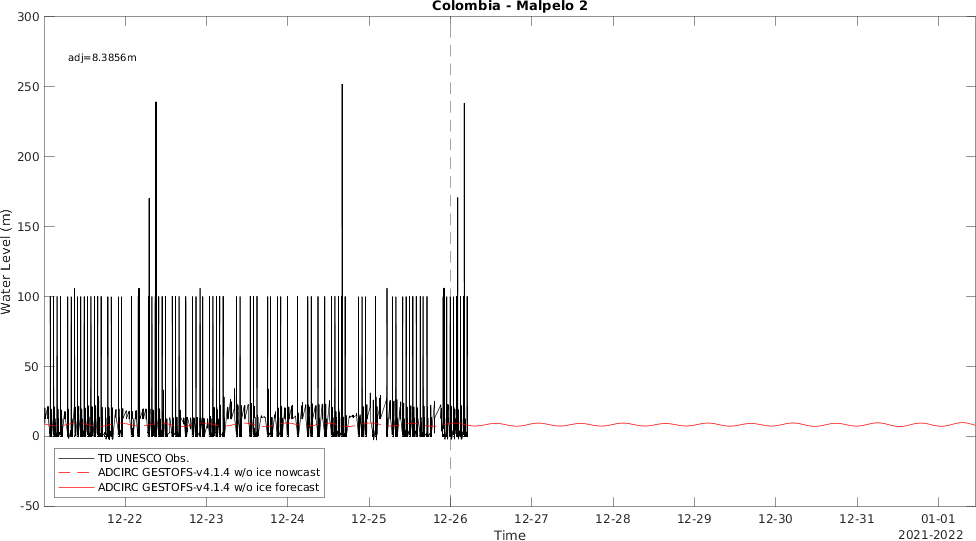 Colombia - Malpelo 2
300
adj=8.3856m
250
200
150
100
50
0
-50
Water Level (m)
TD UNESCO Obs.
ADCIRC GESTOFS-v4.1.4 w/o ice nowcast
ADCIRC GESTOFS-v4.1.4 w/o ice forecast
12-22 12-23 12-24 12-25 12-26 12-27 12-28 12-29 12-30 12-31 01-01
Time
2021-2022